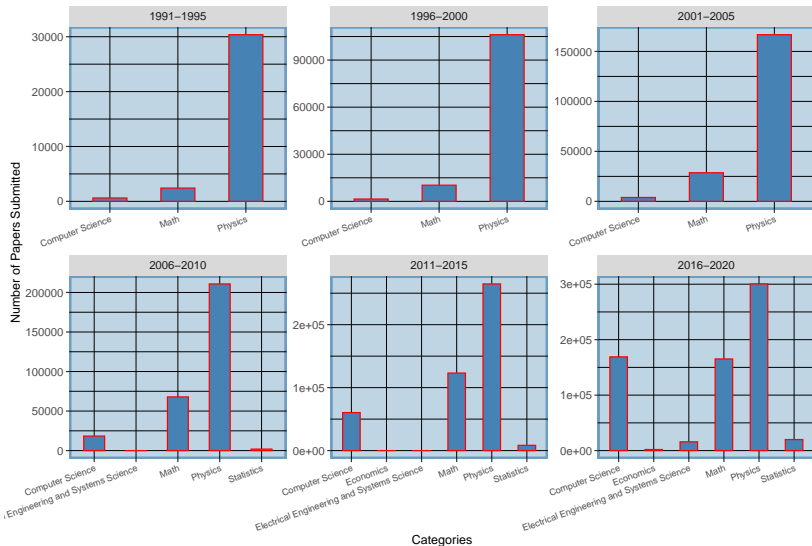 1991−1995
1996−2000
2001−2005
30000
20000
10000
0
90000
60000
30000
0
150000
100000
50000
0
Computer Science
Math
Physics
Computer Science
Math
Physics
Computer Science
Math
Physics
Number of Papers Submitted
2006−2010
2011−2015
2016−2020
200000
150000
100000
50000
0
2e+05
1e+05
0e+00
3e+05
2e+05
1e+05
0e+00
Computer Science
Engineering and Systems Science
Math
Physics
Statistics
Computer Science
Economics
Electrical Engineering and Systems Science
Math
Physics
Statistics
Computer Science
Economics
Electrical Engineering and Systems Science
Math
Physics
Statistics
Categories